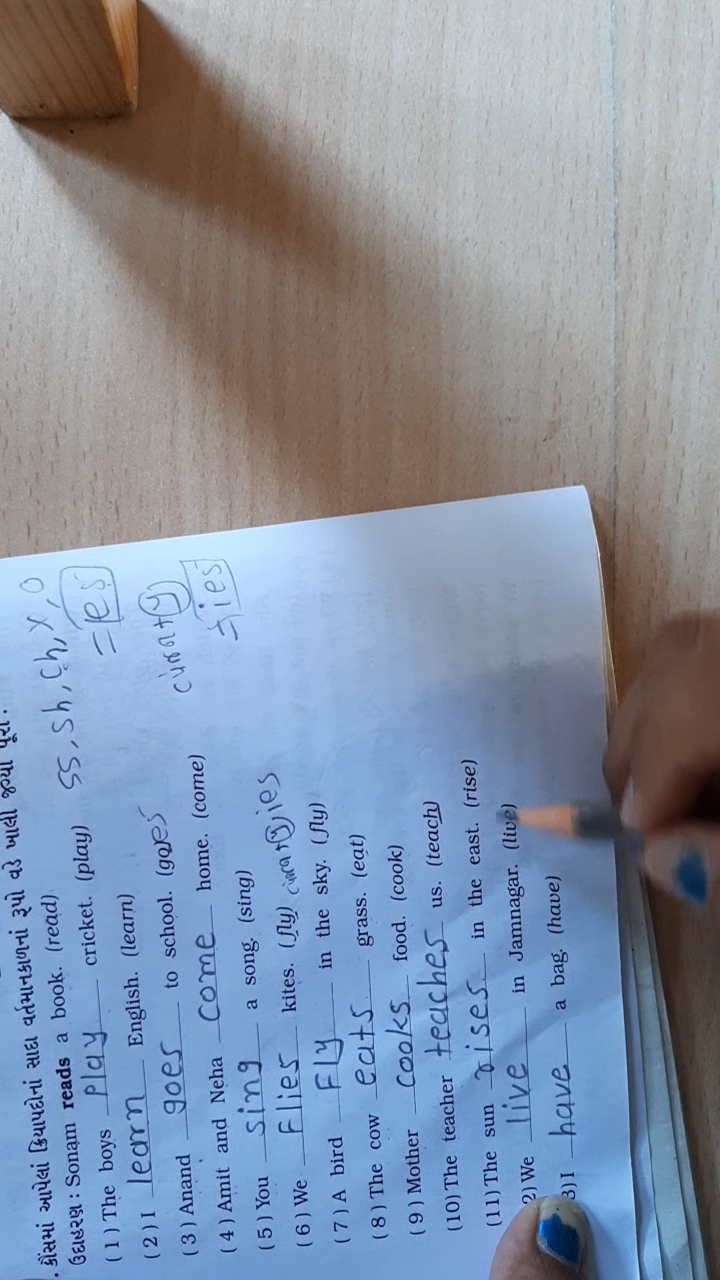 . કૌંસમાં આપેલાં ક્રિયાપદોનાં સાદા વર્તમાનકાળનાં રૂપો વડે ખાલી જગ્યા પૂરો :
ઉદાહરણ : Sonam reads a book. (read)
ss, sh, ch, x, o
= es
(1) The boys play cricket. (play)
(2) I learn English. (learn)
(3) Anand goes to school. (goes
+ y
= ies
(4) Amit and Neha come home. (come)
(5) You sing a song. (sing)
(6) We Flies kites. (fly) + y ies
(7) A bird FLy in the sky. (fly)
(8) The cow eats grass. (eat)
(9) Mother cooks food. (cook)
(10) The teacher teaches us. (teach)
(11) The sun rises in the east. (rise)
2) We live in Jamnagar. (live)
3) I have a bag. (have)